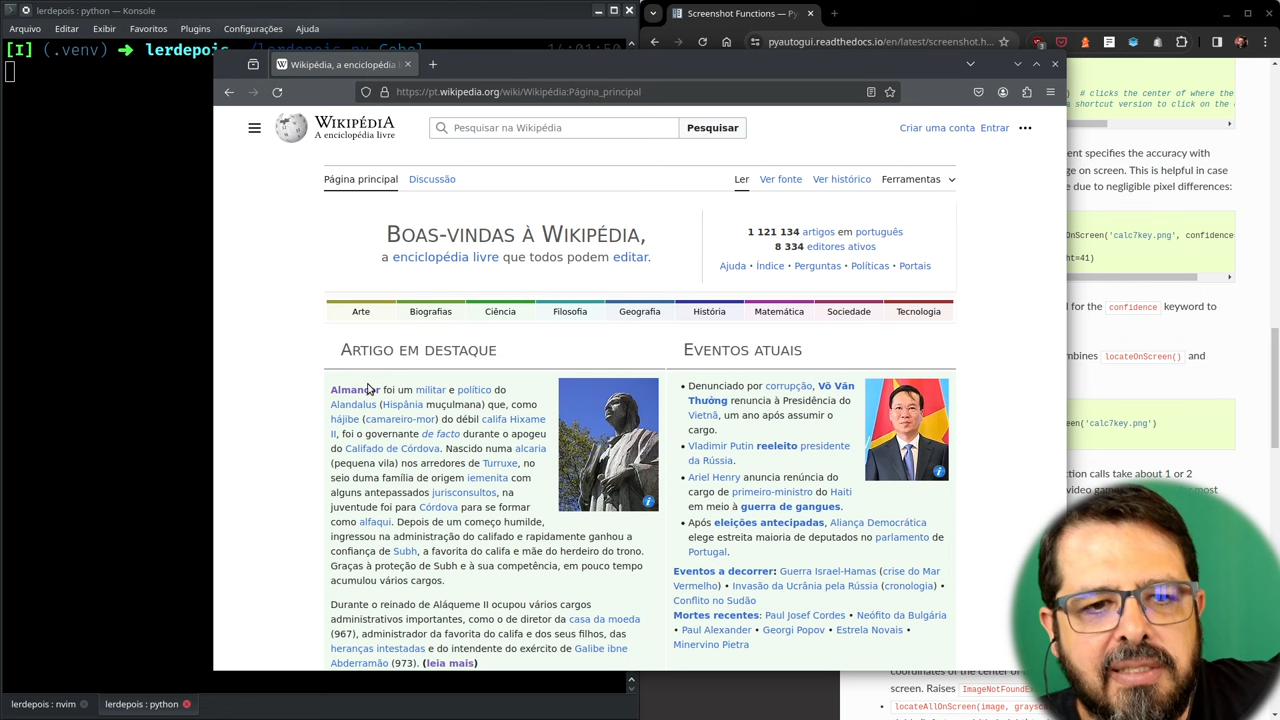 lerdepois : python — Konsole
Arquivo Editar Exibir Favoritos Plugins Configurações Ajuda
[I] (.venv) ➜ lerdepois ./lerdepois.py Cobol 14:01:50
Screenshot Functions — PyAutoG
pyautogui.readthedocs.io/en/latest/screenshot.h...
Wikipédia, a enciclopédia l
https://pt.wikipedia.org/wiki/Wikipédia:Página_principal
WIKIPÉDIA
A enciclopédia livre
Pesquisar na Wikipédia
Pesquisar
Criar uma conta Entrar •••
Página principal Discussão
Ler Ver fonte Ver histórico Ferramentas
BOAS-VINDAS À WIKIPÉDIA,
a enciclopédia livre que todos podem editar.
1 121 134 artigos em português
8 334 editores ativos
Ajuda • Índice • Perguntas • Políticas • Portais
Arte Biografias Ciência Filosofia Geografia História Matemática Sociedade Tecnologia
ARTIGO EM DESTAQUE
foi um militar e político do
Alandalus (Hispânia muçulmana) que, como
hájibe (camareiro-mor) do débil califa Hixame
II, foi o governante de facto durante o apogeu
do Califado de Córdova. Nascido numa alcaria
(pequena vila) nos arredores de Turruxe, no
seio duma família de origem iemenita com
alguns antepassados jurisconsultos, na
juventude foi para Córdova para se formar
como alfaqui. Depois de um começo humilde,
ingressou na administração do califado e rapidamente ganhou a
confiança de Subh, a favorita do califa e mãe do herdeiro do trono.
Graças à proteção de Subh e à sua competência, em pouco tempo
acumulou vários cargos.
Durante o reinado de Aláqueme II ocupou vários cargos
administrativos importantes, como o de diretor da casa da moeda
(967), administrador da favorita do califa e dos seus filhos, das
heranças intestadas e do intendente do exército de Galibe ibne
Abderramão (973). (leia mais)
EVENTOS ATUAIS
• Denunciado por corrupção, Võ Văn
Thưởng renuncia à Presidência do
Vietnã, um ano após assumir o
cargo.
• Vladimir Putin reeleito presidente
da Rússia.
• Ariel Henry anuncia renúncia do
cargo de primeiro-ministro do Haiti
em meio à guerra de gangues.
• Após eleições antecipadas, Aliança Democrática
elege estreita maioria de deputados no parlamento de
Portugal.
Eventos a decorrer: Guerra Israel-Hamas (crise do Mar
Vermelho) • Invasão da Ucrânia pela Rússia (cronologia) •
Conflito no Sudão
Mortes recentes: Paul Josef Cordes • Neófito da Bulgária
• Paul Alexander • Georgi Popov • Estrela Novais •
Minervino Pietra
) # clicks the center of where the
a shortcut version to click on the
ent specifies the accuracy with
ge on screen. This is helpful in case
e due to negligible pixel differences:
OnScreen('calc7key.png', confidence=
ht=41)
l for the confidence keyword to
mbines locateOnScreen() and
een('calc7key.png')
ction calls take about 1 or 2
video gam most
coordinates of the center of
screen. Raises ImageNotFoundEx
• locateAllOnScreen(image, graysc
lerdepois : nvim lerdepois : python